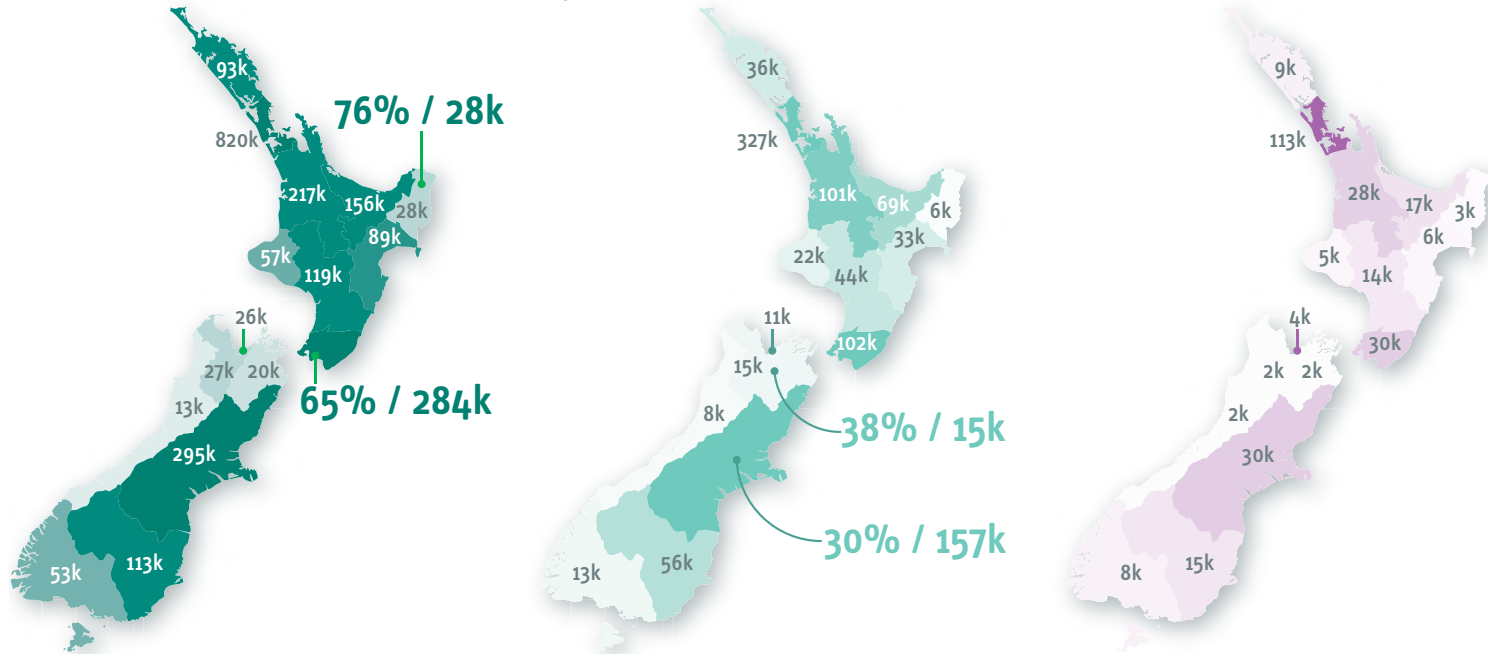 93k
76% / 28k
820k
217k
156k
28k
89k
57k
119k
26k
27k
20k
13k
65% / 284k
295k
113k
53k
36k
327k
101k
69k
6k
33k
22k
44k
11k
102k
15k
8k
38% / 15k
30% / 157k
56k
13k
9k
113k
28k
17k
3k
6k
5k
14k
4k
30k
2k
2k
2k
30k
15k
8k